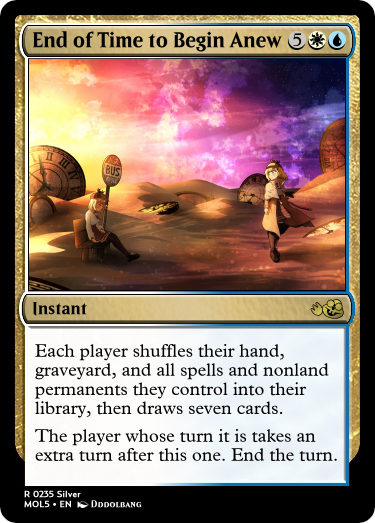 End of Time to Begin Anew 5
BUS
Instant
Each player shuffles their hand,
graveyard, and all spells and nonland
permanents they control into their
library, then draws seven cards.
The player whose turn it is takes an
extra turn after this one. End the turn.
R 0235 Silver
MOL5 • EN DDDOLBANG